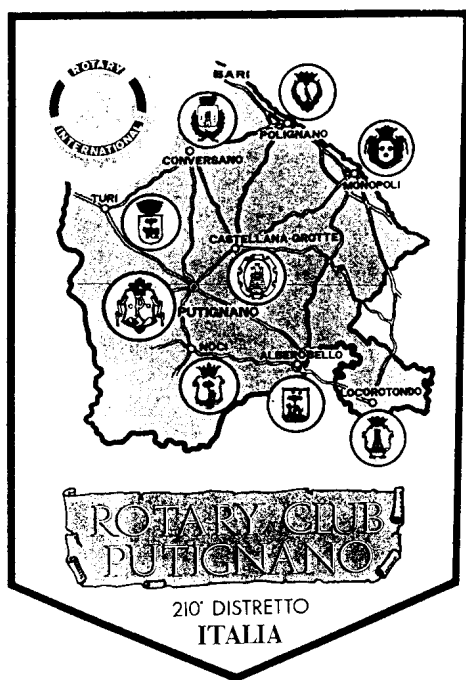 ROTARY
INTERNATIONAL
BARI
POLIGNANO
CONVERSANO
MONOPOLI
TURI
CASTELLANA-GROTTE
PUTIGNANO
NOCI
ALBEROBELLO
LOCOROTONDO
ROTARY CLUB
PUTIGNANO
210° DISTRETTO
ITALIA